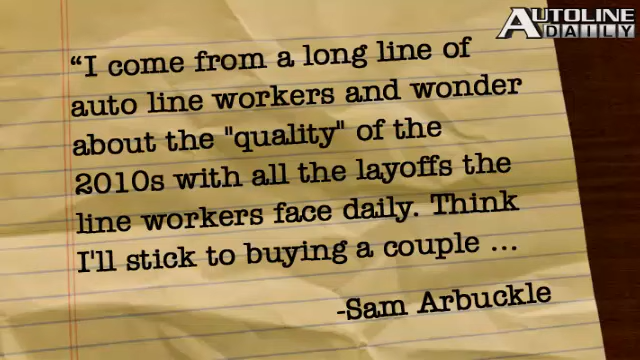 AUTOLINE
DAILY
“I come from a long line of
auto line workers and wonder
about the "quality" of the
2010s with all the layoffs the
line workers face daily. Think
I'll stick to buying a couple ...
-Sam Arbuckle